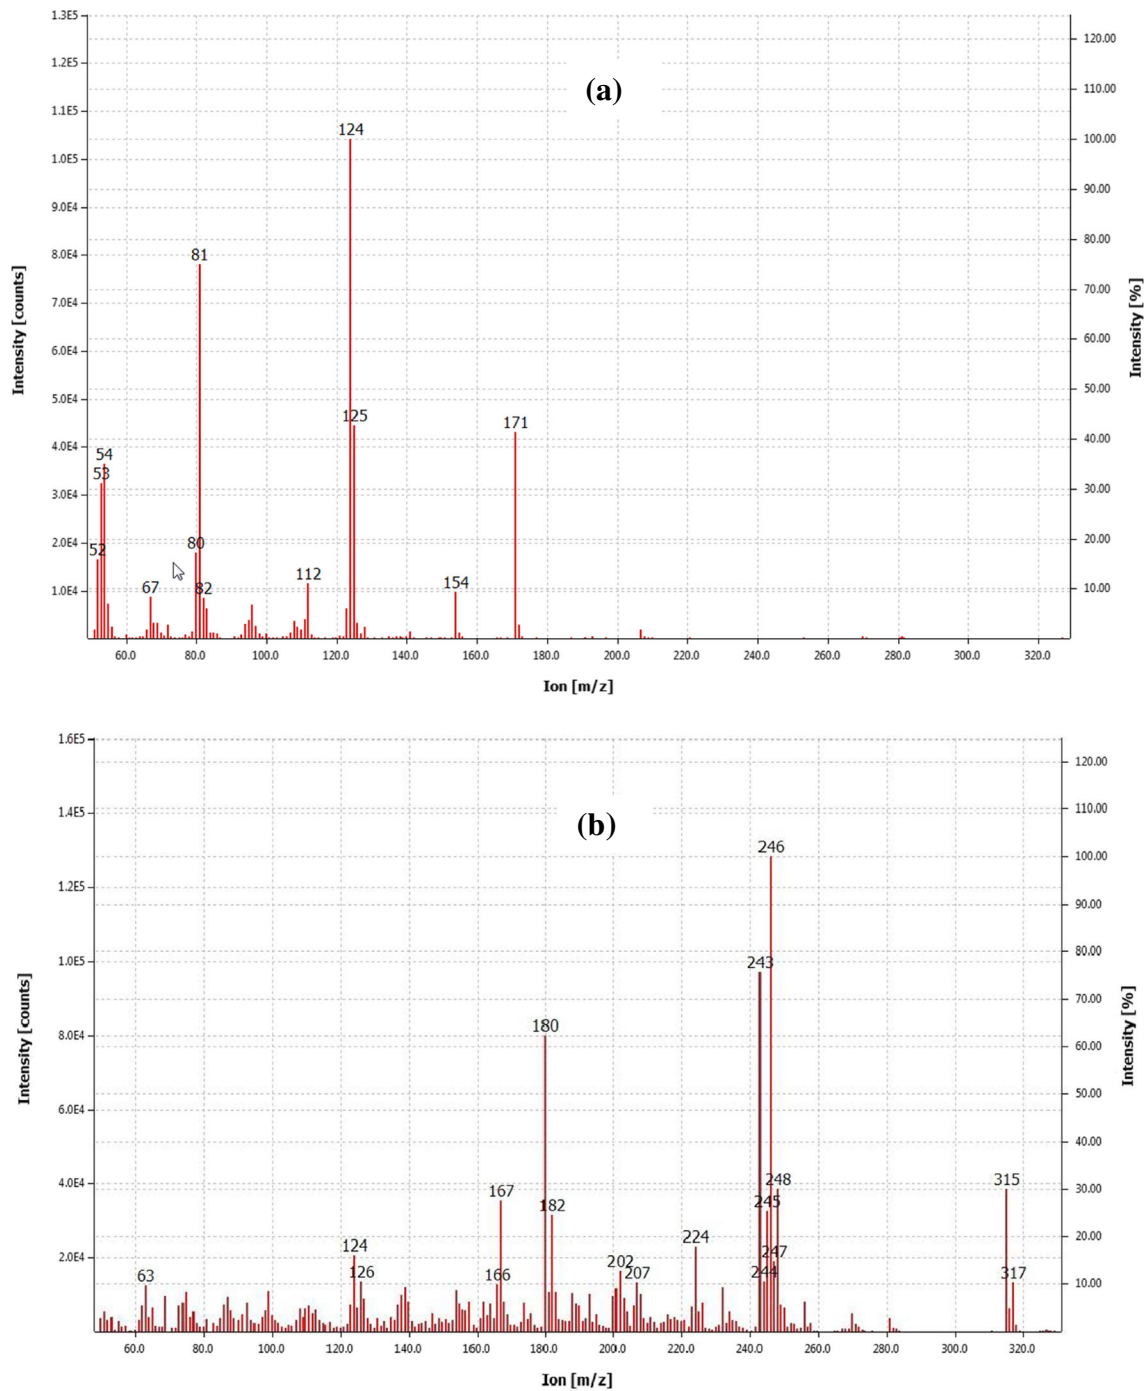 1.3E5
120.00
1.2E5
(a)
110.00
1.1E5
124
100.00
1.0E5
90.00
9.0E4
80.00
81
8.0E4
70.00
Intensity [counts]
7.0E4
Intensity [%]
60.00
6.0E4
50.00
5.0E4
125
171
40.00
4.0E4
54
53
30.00
3.0E4
20.00
2.0E4
52
80
112
154
67
82
10.00
1.0E4
60.0 80.0 100.0 120.0 140.0 160.0 180.0 200.0 220.0 240.0 260.0 280.0 300.0 320.0
Ion [m/z]
1.6E5
120.00
(b)
110.00
1.4E5
246
100.00
1.2E5
90.00
80.00
1.0E5
243
70.00
Intensity [counts]
Intensity [%]
180
8.0E4
60.00
50.00
6.0E4
40.00
4.0E4
167
182
248
245
315
30.00
2.0E4
124
224
247
20.00
63
126
166
202
207
244
317
10.00
60.0 80.0 100.0 120.0 140.0 160.0 180.0 200.0 220.0 240.0 260.0 280.0 300.0 320.0
Ion [m/z]